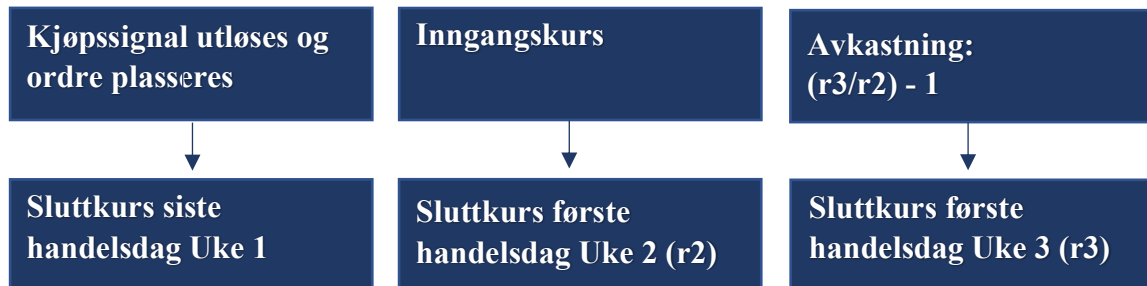 Kjøpssignal utløses og
ordre plasseres
Inngangskurs
Avkastning:
(r3/r2) - 1
Sluttkurs siste
handelsdag Uke 1
Sluttkurs første
handelsdag Uke 2 (r2)
Sluttkurs første
handelsdag Uke 3 (r3)